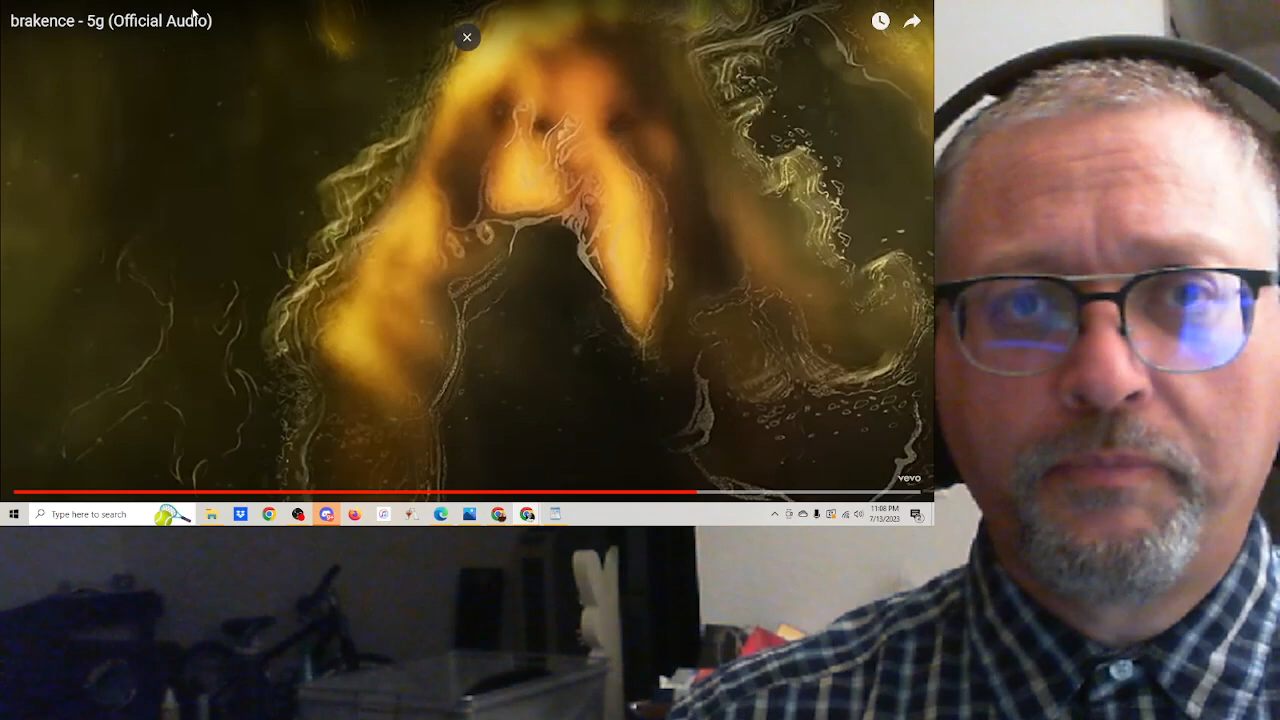 brakence - 5g (Official Audio)
vevo
Type here to search
11:08 PM
7/13/2023